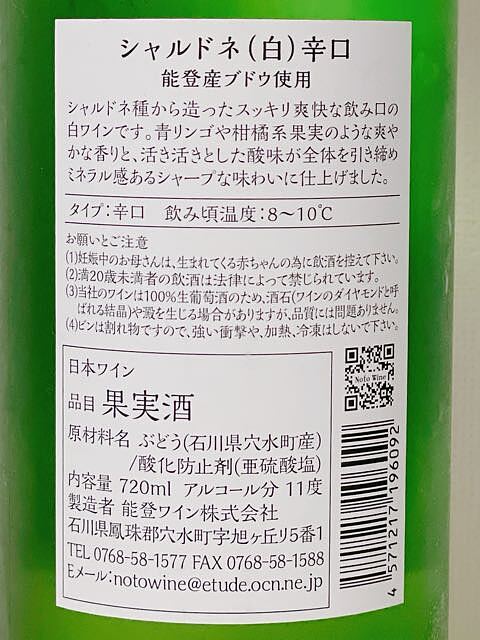 シャルドネ(白)辛口
能登産ブドウ使用
シャルドネ種から造ったスッキリ爽快な飲み口の
白ワインです。青リンゴや柑橘系果実のような爽や
かな香りと、活き活きとした酸味が全体を引き締め
ミネラル感あるシャープな味わいに仕上げました。
タイプ:辛口 飲み頃温度:8〜10℃
お願いとご注意
(1)妊娠中のお母さんは、生まれてくる赤ちゃんの為に飲酒を控えて下さい。
(2)満20歳未満者の飲酒は法律によって禁じられています。
(3)当社のワインは100%生葡萄酒のため、酒石(ワインのダイヤモンドと呼
ばれる結晶)や澱を生じる場合がありますが、品質には問題ありません。
(4)ビンは割れ物ですので、強い衝撃や、加熱、冷凍はしないで下さい。
Noto Wine
日本ワイン
品目 果実酒
原材料名 ぶどう(石川県穴水町産)
/酸化防止剤(亜硫酸塩)
内容量 720ml アルコール分 11度
製造者 能登ワイン株式会社
石川県鳳珠郡穴水町字旭ヶ丘り5番1
TEL 0768-58-1577 FAX 0768-58-1588
Eメール:notowine@etude.ocn.ne.jp
4 571217 196092